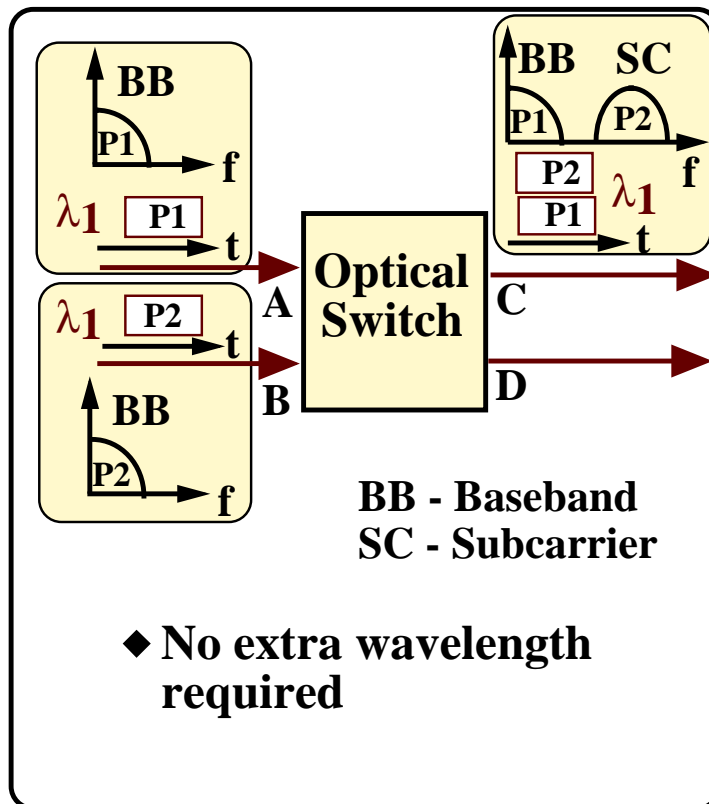 BB
P1
f
λ1 P1
t
A
λ1 P2
t
B
BB
P2
f
Optical
Switch
BB SC
P1 P2
f
P2
P1
λ1
t
C
D
BB - Baseband
SC - Subcarrier
◆ No extra wavelength
required